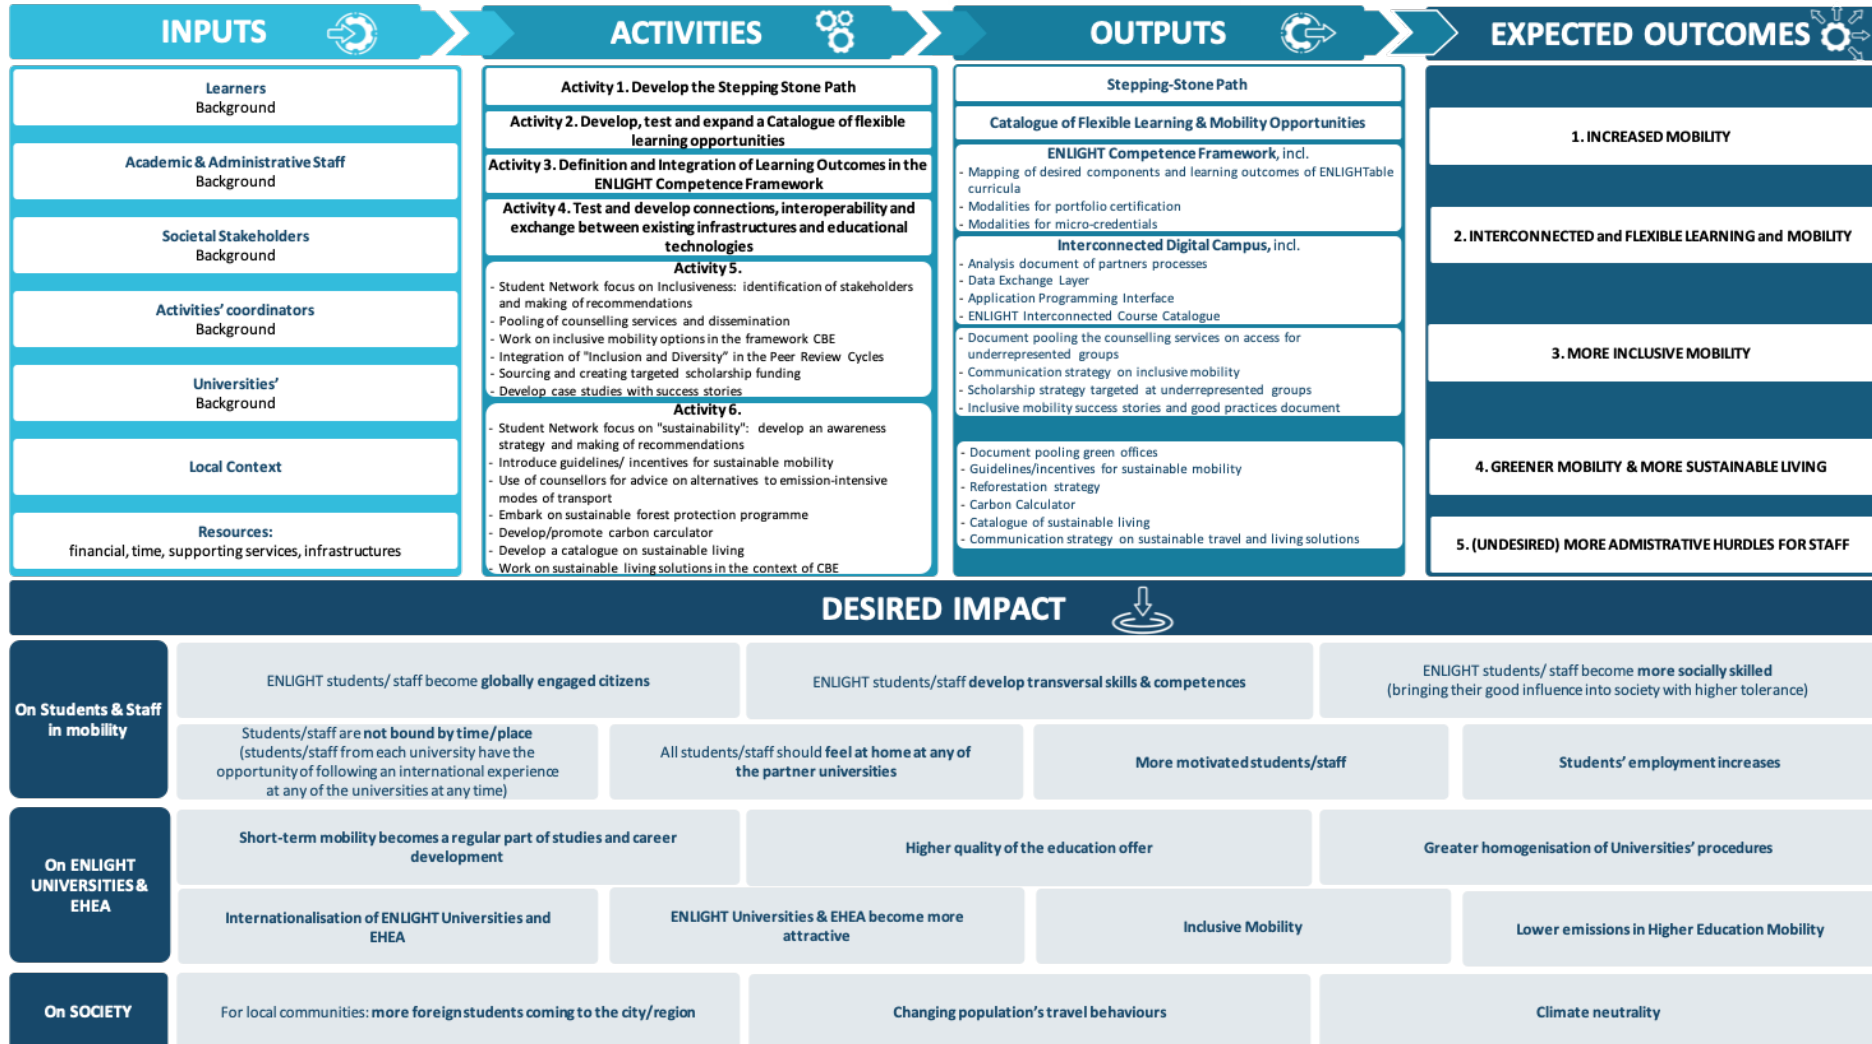 INPUTS
ACTIVITIES
OUTPUTS
EXPECTED OUTCOMES
Learners
Background
Academic & Administrative Staff
Background
Societal Stakeholders
Background
Activities' coordinators
Background
Universities'
Background
Local Context
Resources:
financial, time, supporting services, infrastructures
Activity 1. Develop the Stepping Stone Path
Activity 2. Develop, test and expand a Catalogue of flexible
learning opportunities
Activity 3. Definition and Integration of Learning Outcomes in the
ENLIGHT Competence Framework
Activity 4. Test and develop connections, interoperability and
exchange between existing infrastructures and educational
technologies
Activity 5.
- Student Network focus on Inclusiveness: identification of stakeholders
and making of recommendations
- Pooling of counselling services and dissemination
- Work on inclusive mobility options in the framework CBE
- Integration of "Inclusion and Diversity" in the Peer Review Cycles
- Sourcing and creating targeted scholarship funding
- Develop case studies with success stories
Activity 6.
- Student Network focus on "sustainability": develop an awareness
strategy and making of recommendations
- Introduce guidelines/ incentives for sustainable mobility
- Use of counsellors for advice on alternatives to emission-intensive
modes of transport
- Embark on sustainable forest protection programme
- Develop/promote carbon carculator
- Develop a catalogue on sustainable living
- Work on sustainable living solutions in the context of CBE
Stepping-Stone Path
Catalogue of Flexible Learning & Mobility Opportunities
ENLIGHT Competence Framework, incl.
- Mapping of desired components and learning outcomes of ENLIGHTable
curricula
- Modalities for portfolio certification
- Modalities for micro-credentials
Interconnected Digital Campus, incl.
- Analysis document of partners processes
- Data Exchange Layer
- Application Programming Interface
- ENLIGHT Interconnected Course Catalogue
- Document pooling the counselling services on access for
underrepresented groups
- Communication strategy on inclusive mobility
- Scholarship strategy targeted at underrepresented groups
- Inclusive mobility success stories and good practices document
- Document pooling green offices
- Guidelines/incentives for sustainable mobility
- Reforestation strategy
- Carbon Calculator
- Catalogue of sustainable living
- Communication strategy on sustainable travel and living solutions
1. INCREASED MOBILITY
2. INTERCONNECTED and FLEXIBLE LEARNING and MOBILITY
3. MORE INCLUSIVE MOBILITY
4. GREENER MOBILITY & MORE SUSTAINABLE LIVING
5. (UNDESIRED) MORE ADMISTRATIVE HURDLES FOR STAFF
DESIRED IMPACT
On Students & Staff
in mobility
ENLIGHT students/ staff become globally engaged citizens
ENLIGHT students/staff develop transversal skills & competences
ENLIGHT students/ staff become more socially skilled
(bringing their good influence into society with higher tolerance)
Students/staff are not bound by time/place
(students/staff from each university have the
opportunity of following an international experience
at any of the universities at any time)
All students/staff should feel at home at any of
the partner universities
More motivated students/staff
Students' employment increases
On ENLIGHT
UNIVERSITIES &
EHEA
Short-term mobility becomes a regular part of studies and career
development
Higher quality of the education offer
Greater homogenisation of Universities' procedures
Internationalisation of ENLIGHT Universities and
EHEA
ENLIGHT Universities & EHEA become more
attractive
Inclusive Mobility
Lower emissions in Higher Education Mobility
On SOCIETY
For local communities: more foreign students coming to the city/region
Changing population's travel behaviours
Climate neutrality